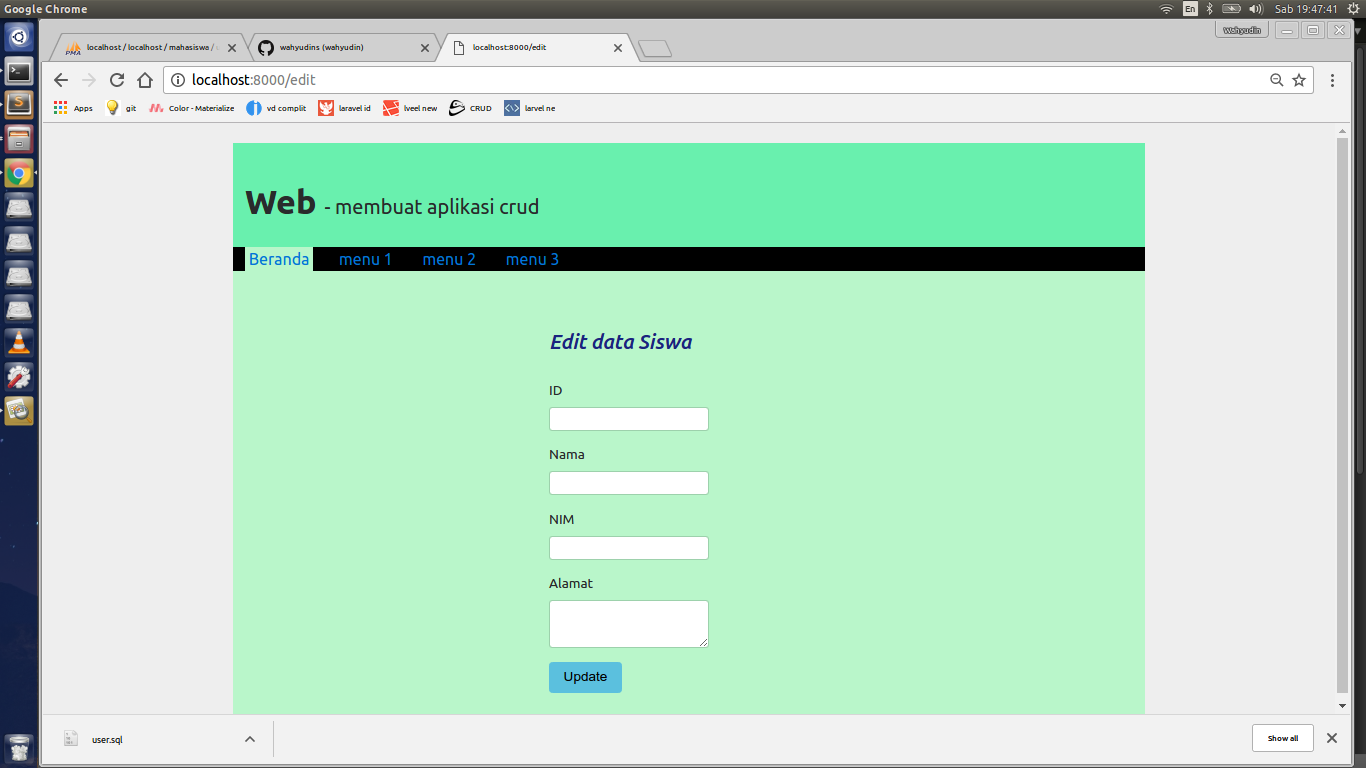 Google Chrome
En
Sab 19:47:41
Wahyudin
PMA
localhost / localhost / mahasiswa /
wahyudins (wahyudin)
localhost:8000/edit
localhost:8000/edit
Apps
git
Color - Materialize
vd complit
laravel id
lveel new
CRUD
larvel ne
Web - membuat aplikasi crud
Beranda
menu 1
menu 2
menu 3
Edit data Siswa
ID
Nama
NIM
Alamat
Update
user.sql
Show all